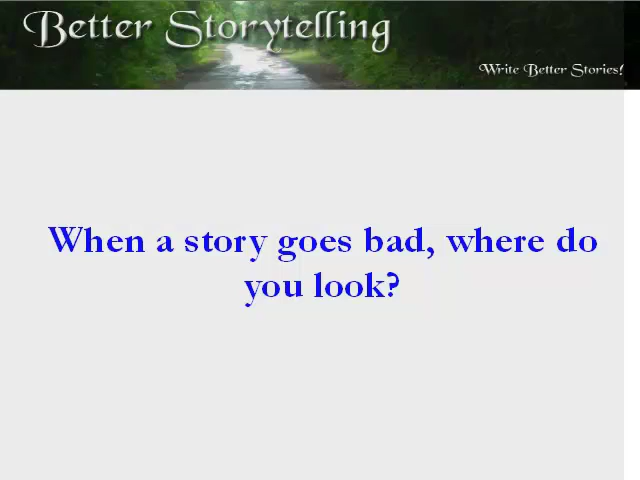 Better Storytelling
Write Better Stories!
When a story goes bad, where do
you look?